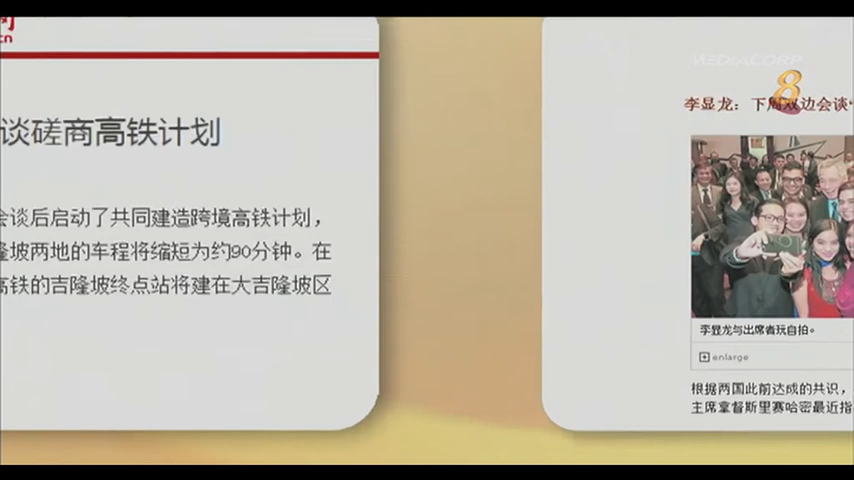 网
cn
谈磋商高铁计划
会谈后启动了共同建造跨境高铁计划，
隆坡两地的车程将缩短为约90分钟。在
高铁的吉隆坡终点站将建在大吉隆坡区
MEDIACORP
8
李显龙：下周双边会谈“
李显龙与出席者玩自拍。
enlarge
根据两国此前达成的共识，
主席拿督斯里赛哈密最近指